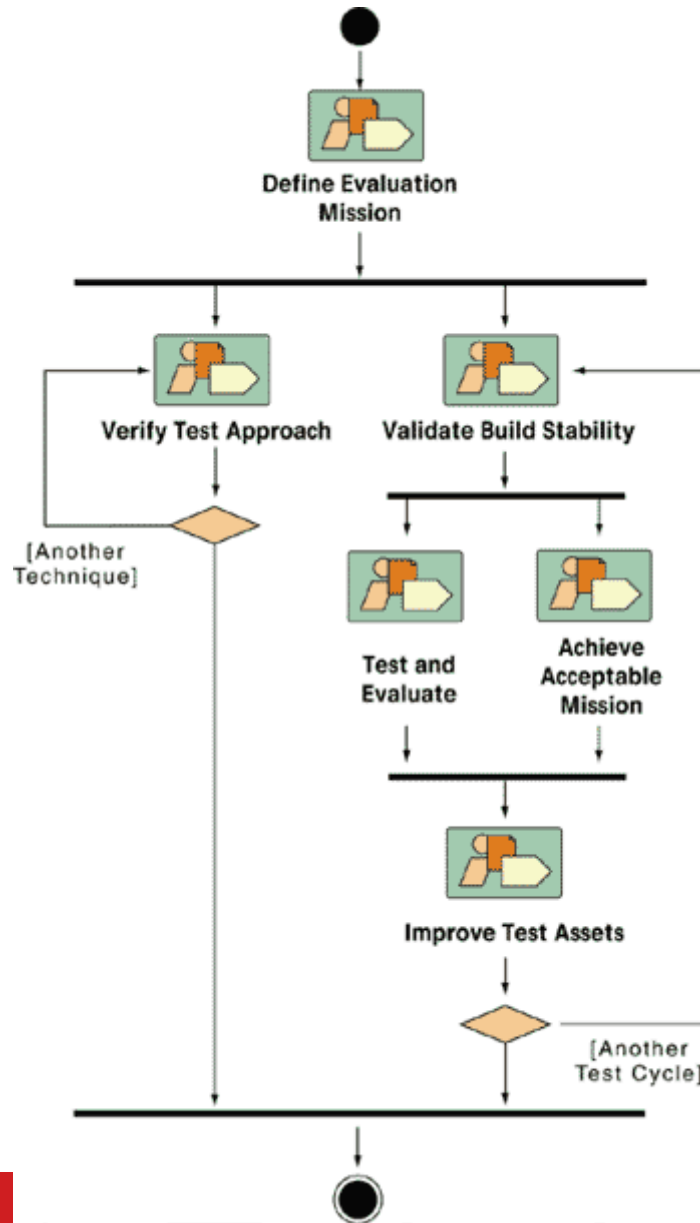 Define Evaluation
Mission
Verify Test Approach
Validate Build Stability
[Another
Technique]
Test and
Evaluate
Achieve
Acceptable
Mission
Improve Test Assets
[Another
Test Cycle]